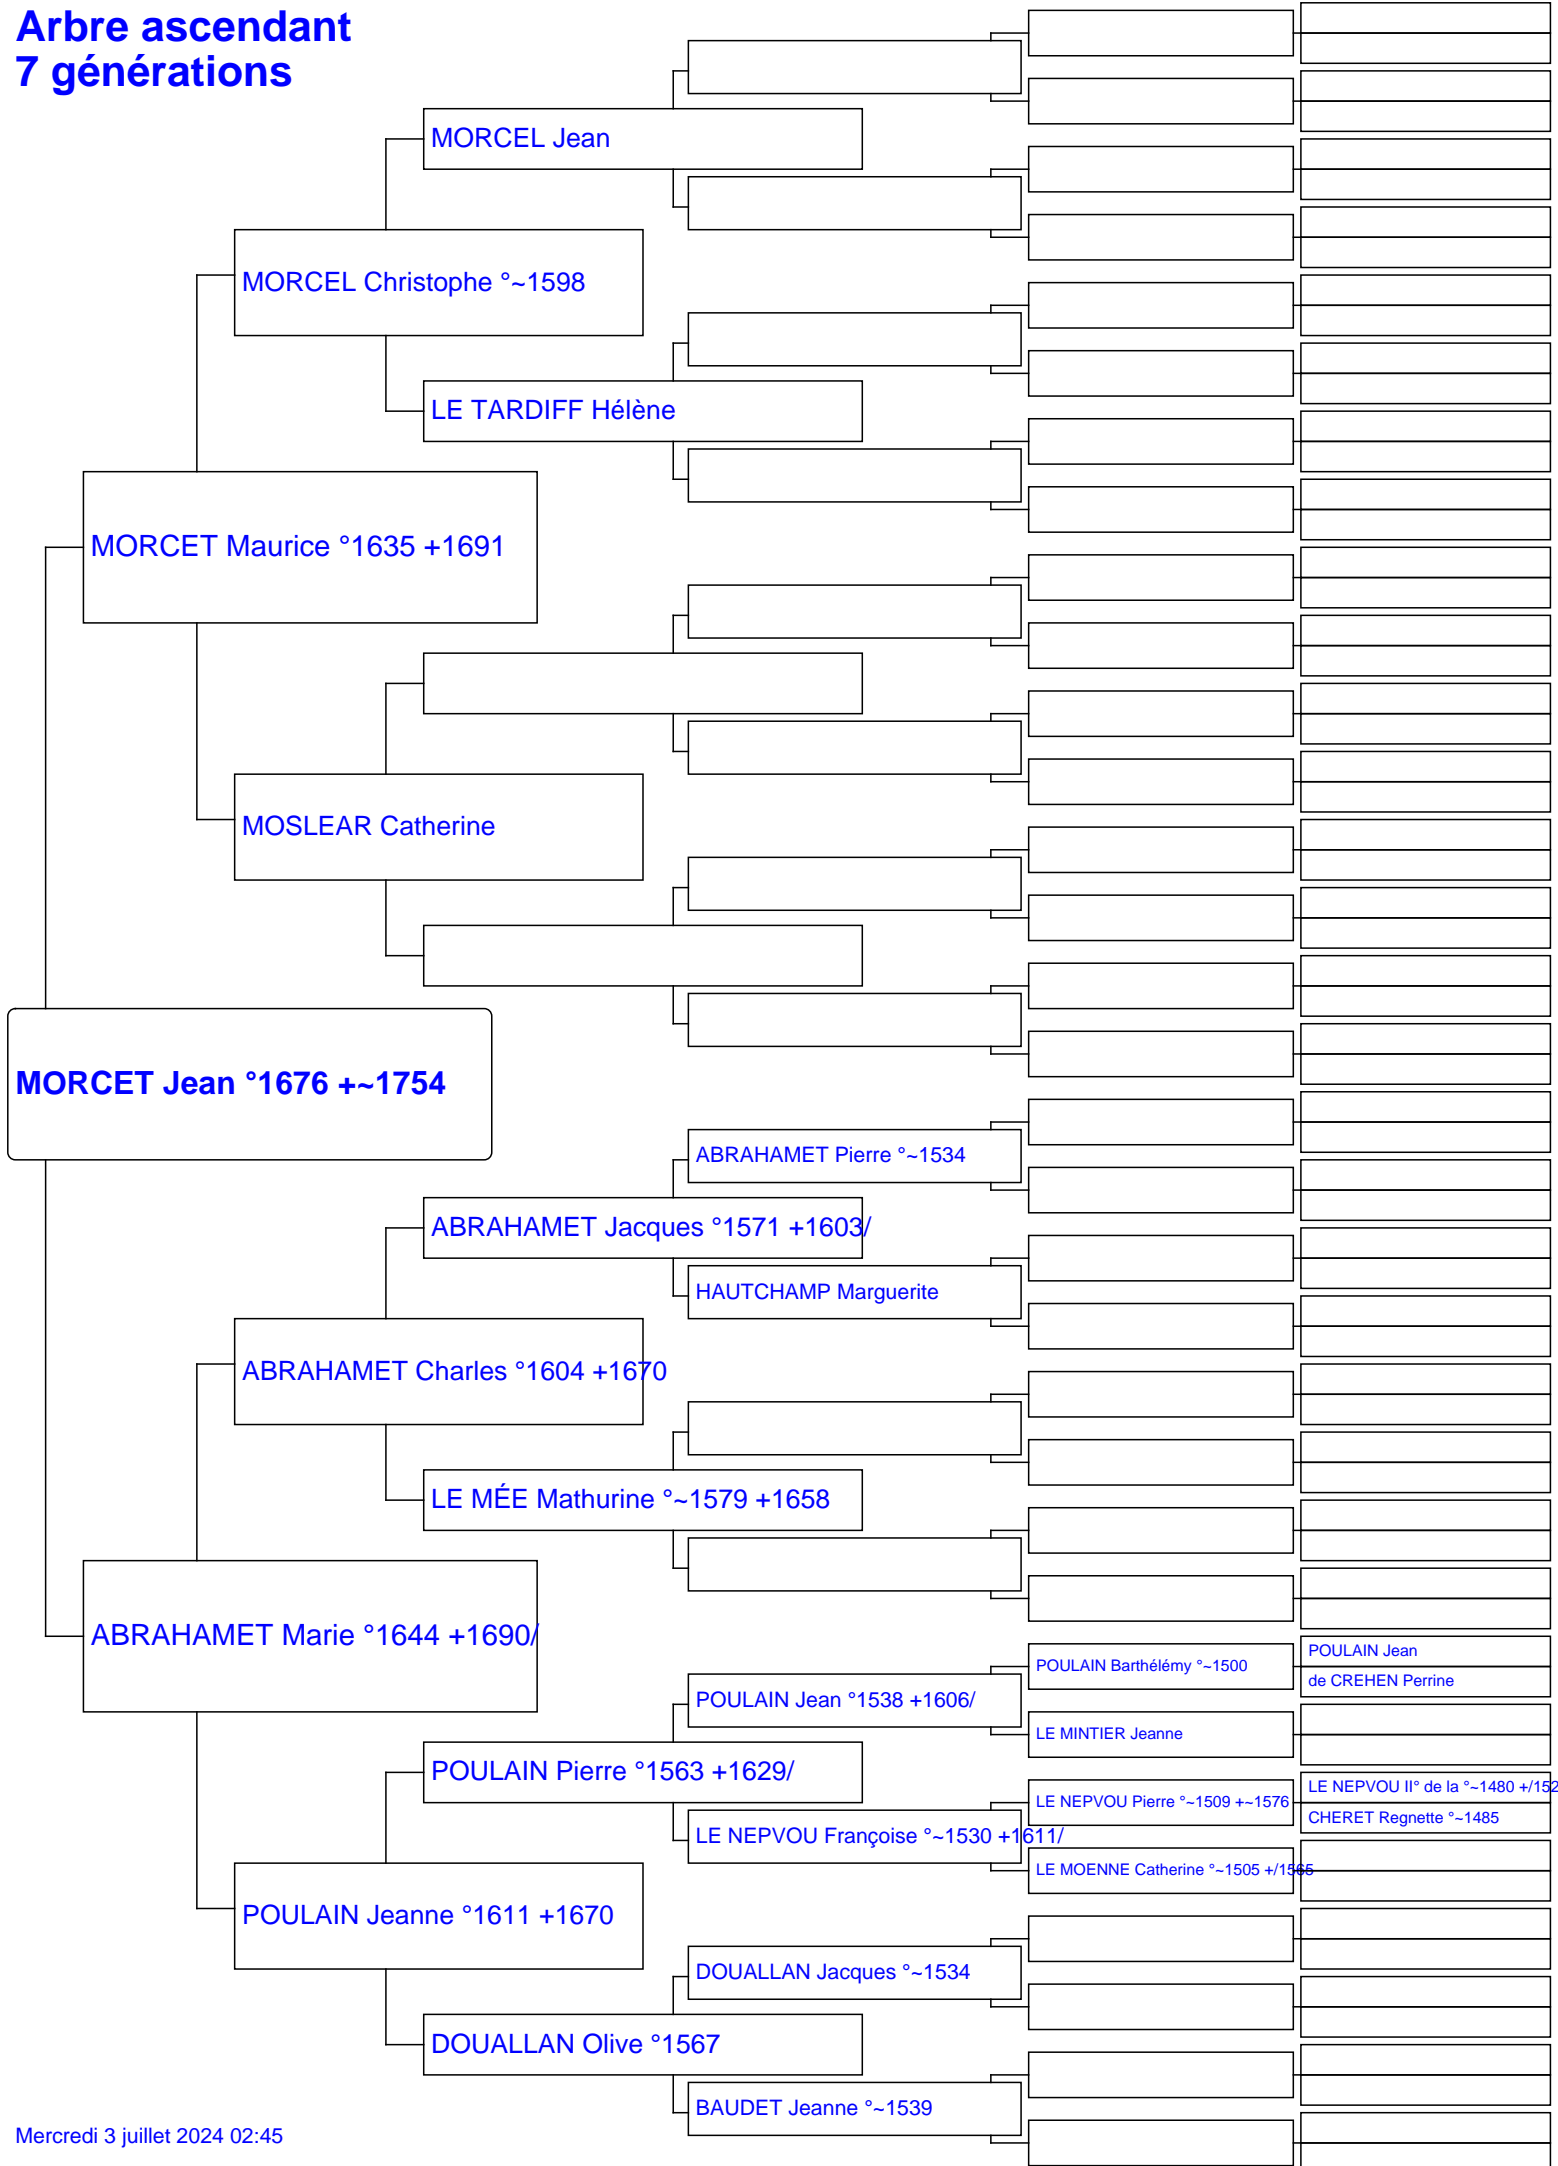 Arbre ascendant
7 générations
MORCEL Jean
MORCEL Christophe °~1598
LE TARDIFF Hélène
MORCET Maurice °1635 +1691
MOSLEAR Catherine
MORCET Jean °1676 +~1754
ABRAHAMET Pierre °~1534
ABRAHAMET Jacques °1571 +1603/
HAUTCHAMP Marguerite
ABRAHAMET Charles °1604 +1670
LE MÉE Mathurine °~1579 +1658
ABRAHAMET Marie °1644 +1690/
POULAIN Jean
POULAIN Barthélémy °~1500
de CREHEN Perrine
POULAIN Jean °1538 +1606/
LE MINTIER Jeanne
POULAIN Pierre °1563 +1629/
LE NEPVOU II° de la °~1480 +/152
LE NEPVOU Pierre °~1509 +~1576
CHERET Regnette °~1485
LE NEPVOU Françoise °~1530 +1611/
LE MOENNE Catherine °~1505 +/1565
POULAIN Jeanne °1611 +1670
DOUALLAN Jacques °~1534
DOUALLAN Olive °1567
BAUDET Jeanne °~1539
Mercredi 3 juillet 2024 02:45